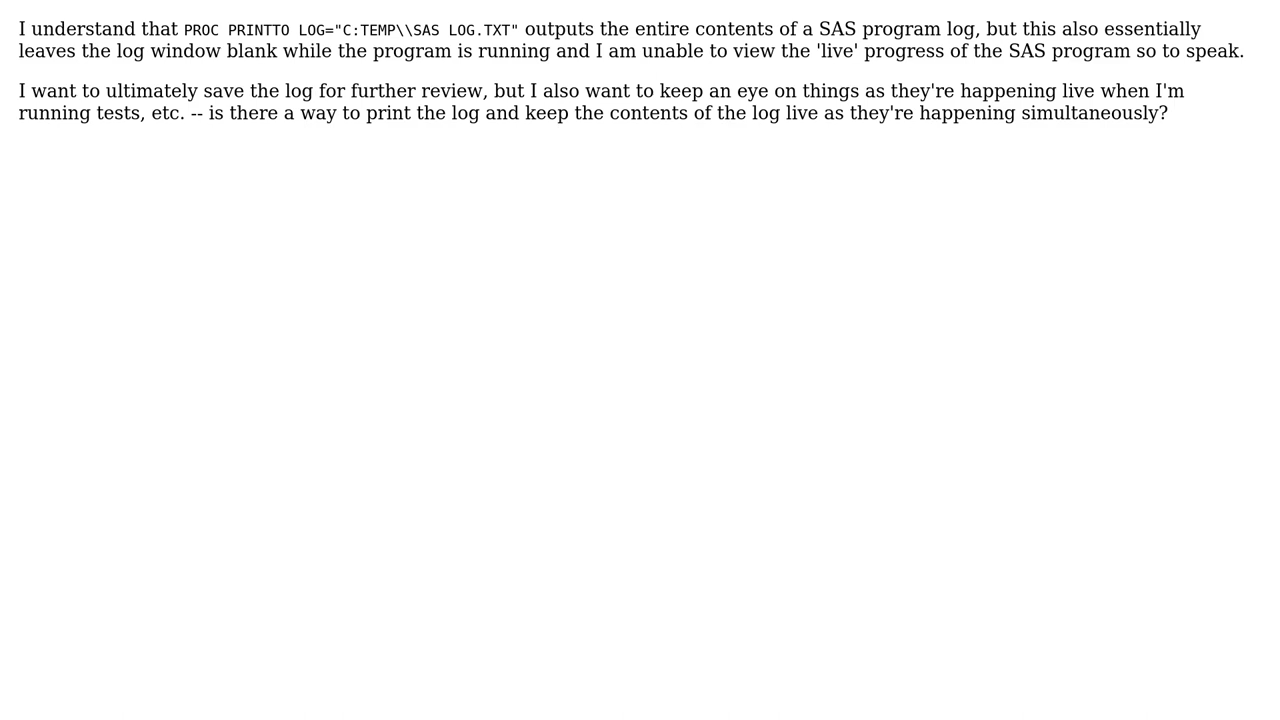 I understand that PROC PRINTTO LOG="C:TEMP\\SAS LOG.TXT" outputs the entire contents of a SAS program log, but this also essentially
leaves the log window blank while the program is running and I am unable to view the 'live' progress of the SAS program so to speak.
I want to ultimately save the log for further review, but I also want to keep an eye on things as they're happening live when I'm
running tests, etc. -- is there a way to print the log and keep the contents of the log live as they're happening simultaneously?